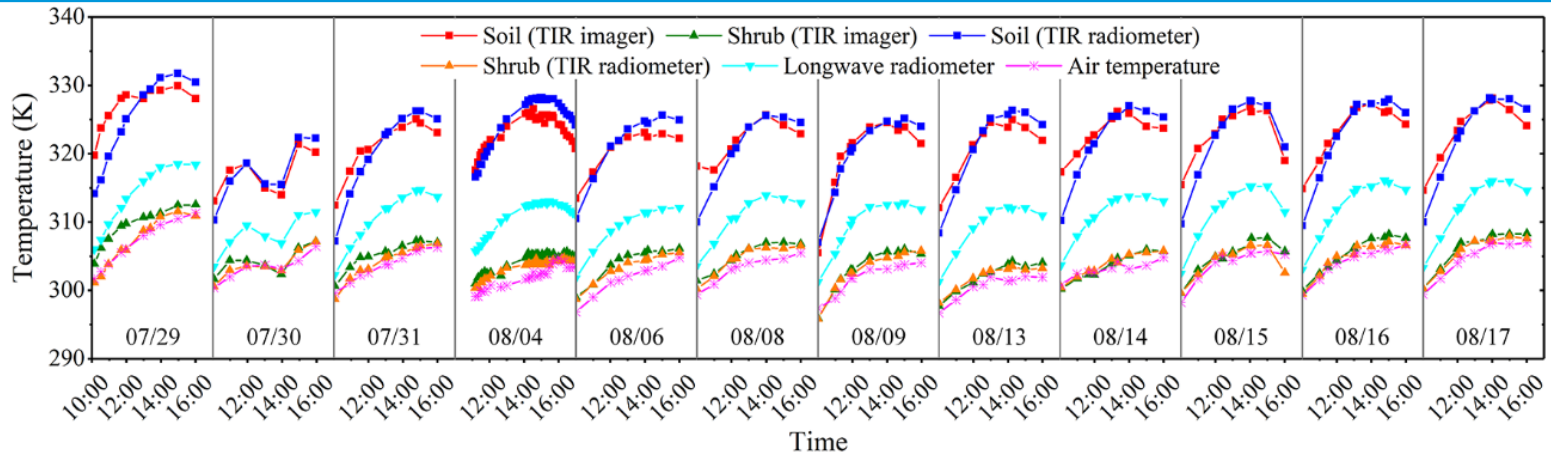 340
330
320
310
300
290
Temperature (K)
Soil (TIR imager) Shrub (TIR imager) Soil (TIR radiometer)
Shrub (TIR radiometer) Longwave radiometer Air temperature
07/29 07/30 07/31 08/04 08/06 08/08 08/09 08/13 08/14 08/15 08/16 08/17
10:00 12:00 14:00 16:00 12:00 14:00 16:00 12:00 14:00 16:00 12:00 14:00 16:00 12:00 14:00 16:00 12:00 14:00 16:00 12:00 14:00 16:00 12:00 14:00 16:00 12:00 14:00 16:00 12:00 14:00 16:00 12:00 14:00 16:00 12:00 14:00 16:00
Time